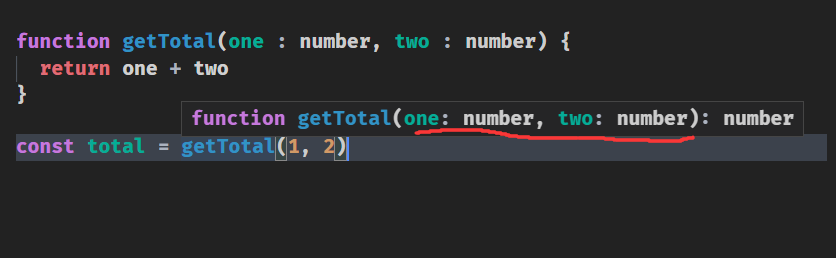 function getTotal(one : number, two : number) {
  return one + two
}
function getTotal(one: number, two: number): number
const total = getTotal(1, 2)